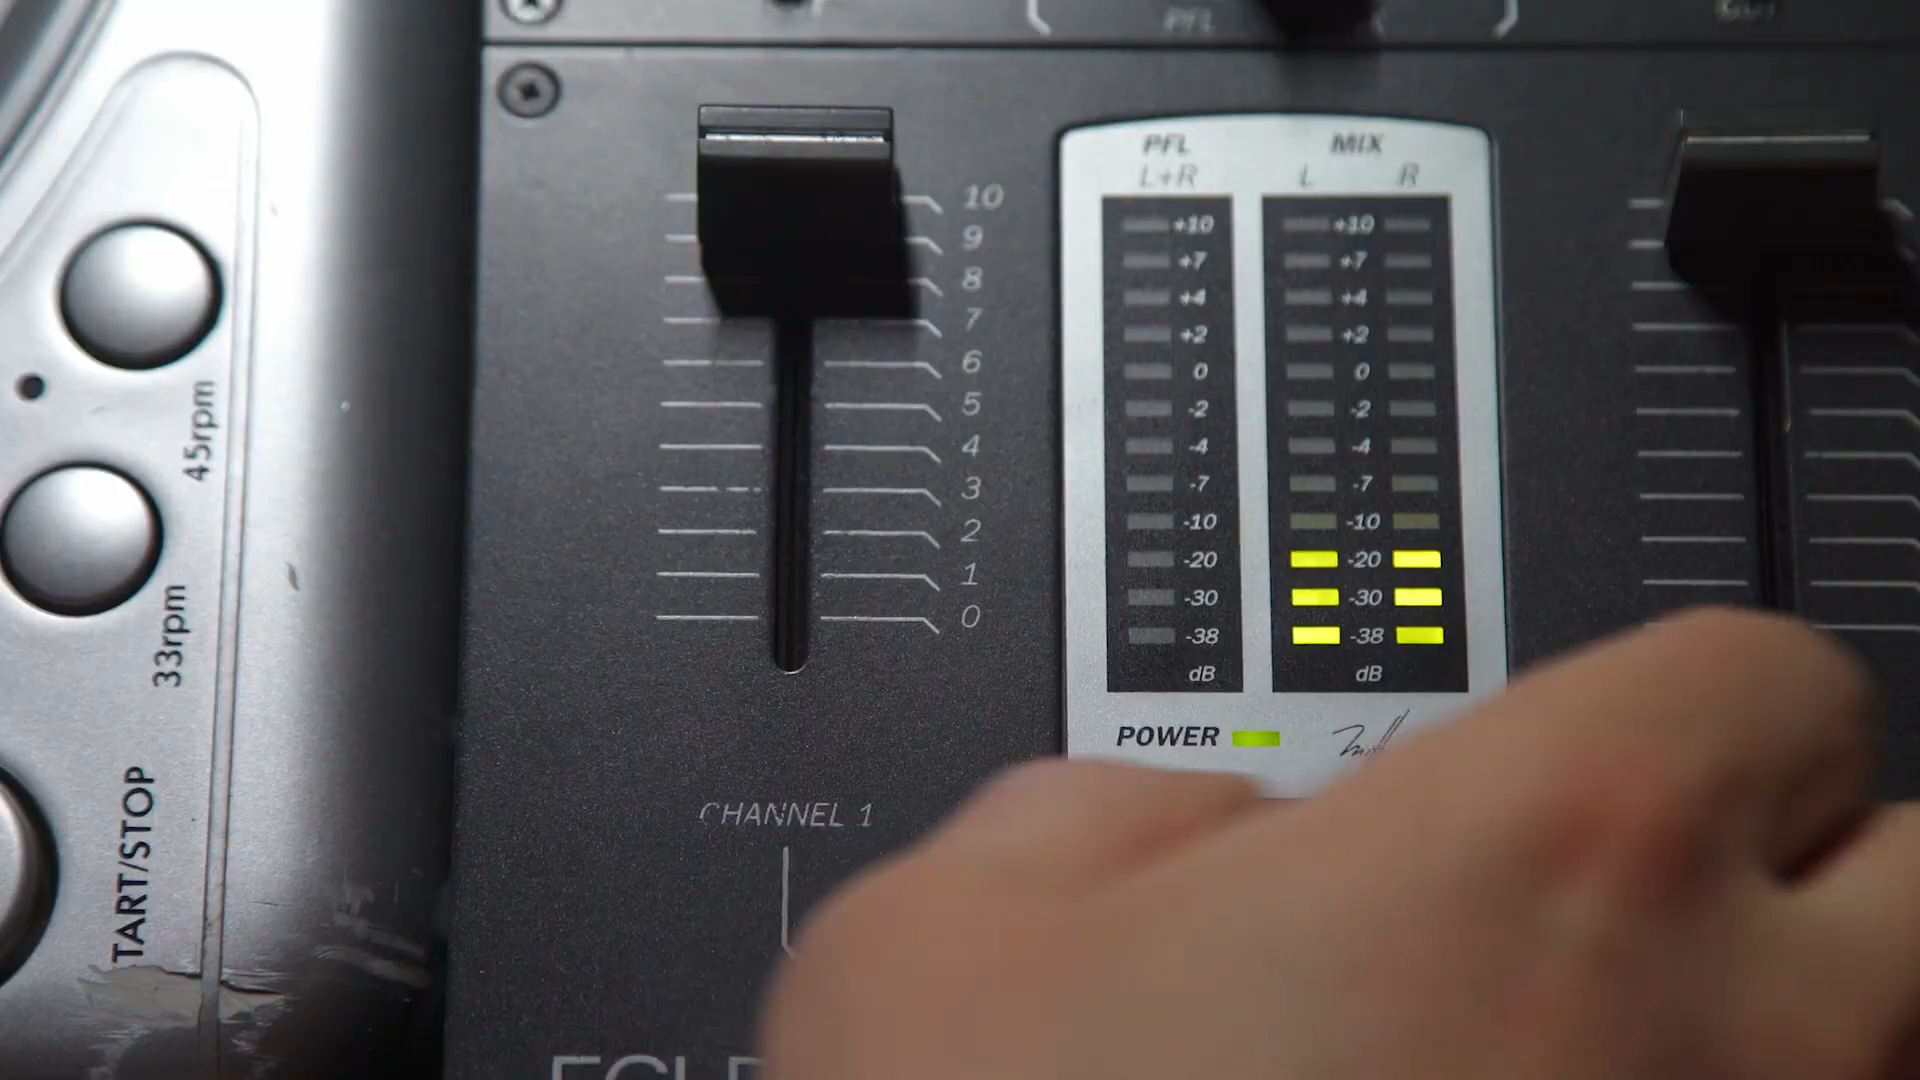 PFL
OUT
PFL MIX
L+R L R
10
9
8
7
6
5
4
3
2
1
0
+10 +10
+7 +7
+4 +4
+2 +2
0 0
-2 -2
-4 -4
-7 -7
-10 -10
-20 -20
-30 -30
-38 -38
dB dB
POWER
CHANNEL 1
45rpm
33rpm
TART/STOP